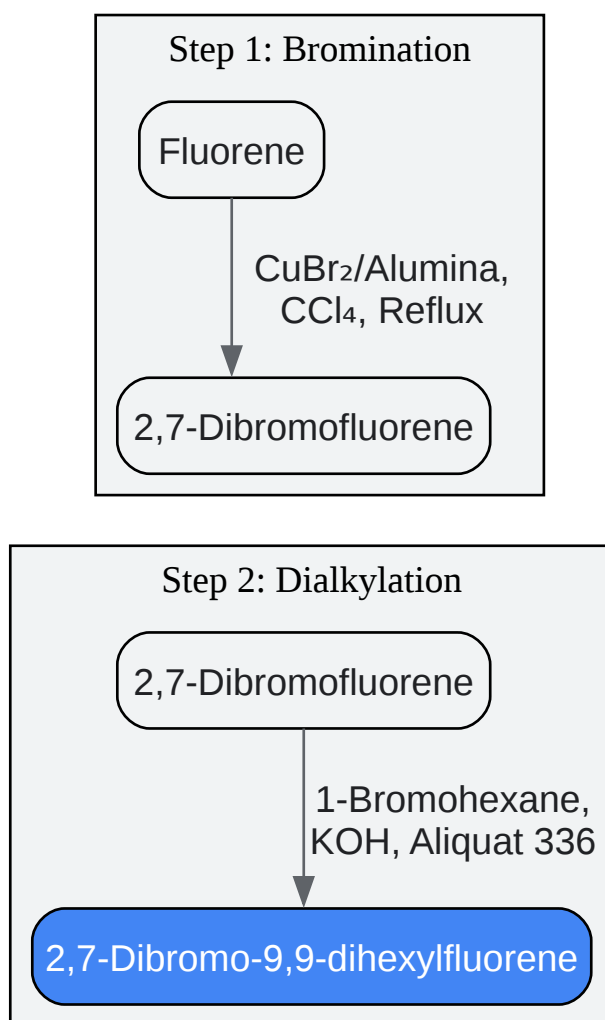 Step 1: Bromination
Fluorene
CuBr₂/Alumina,
CCl₄, Reflux
2,7-Dibromofluorene
Step 2: Dialkylation
2,7-Dibromofluorene
1-Bromohexane,
KOH, Aliquat 336
2,7-Dibromo-9,9-dihexylfluorene